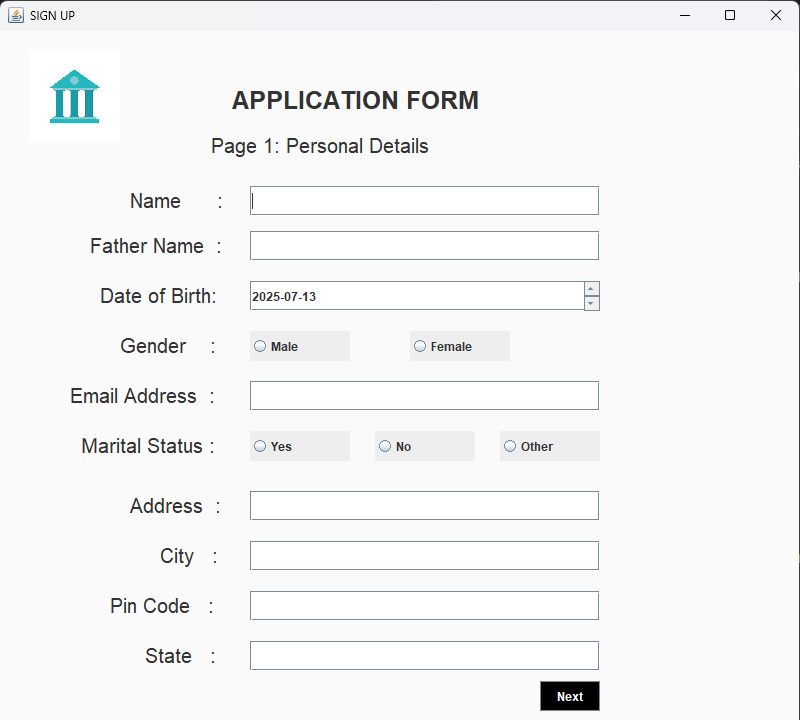 SIGN UP
APPLICATION FORM
Page 1: Personal Details
Name :
Father Name :
Date of Birth: 2025-07-13
Gender : Male Female
Email Address :
Marital Status : Yes No Other
Address :
City :
Pin Code :
State :
Next